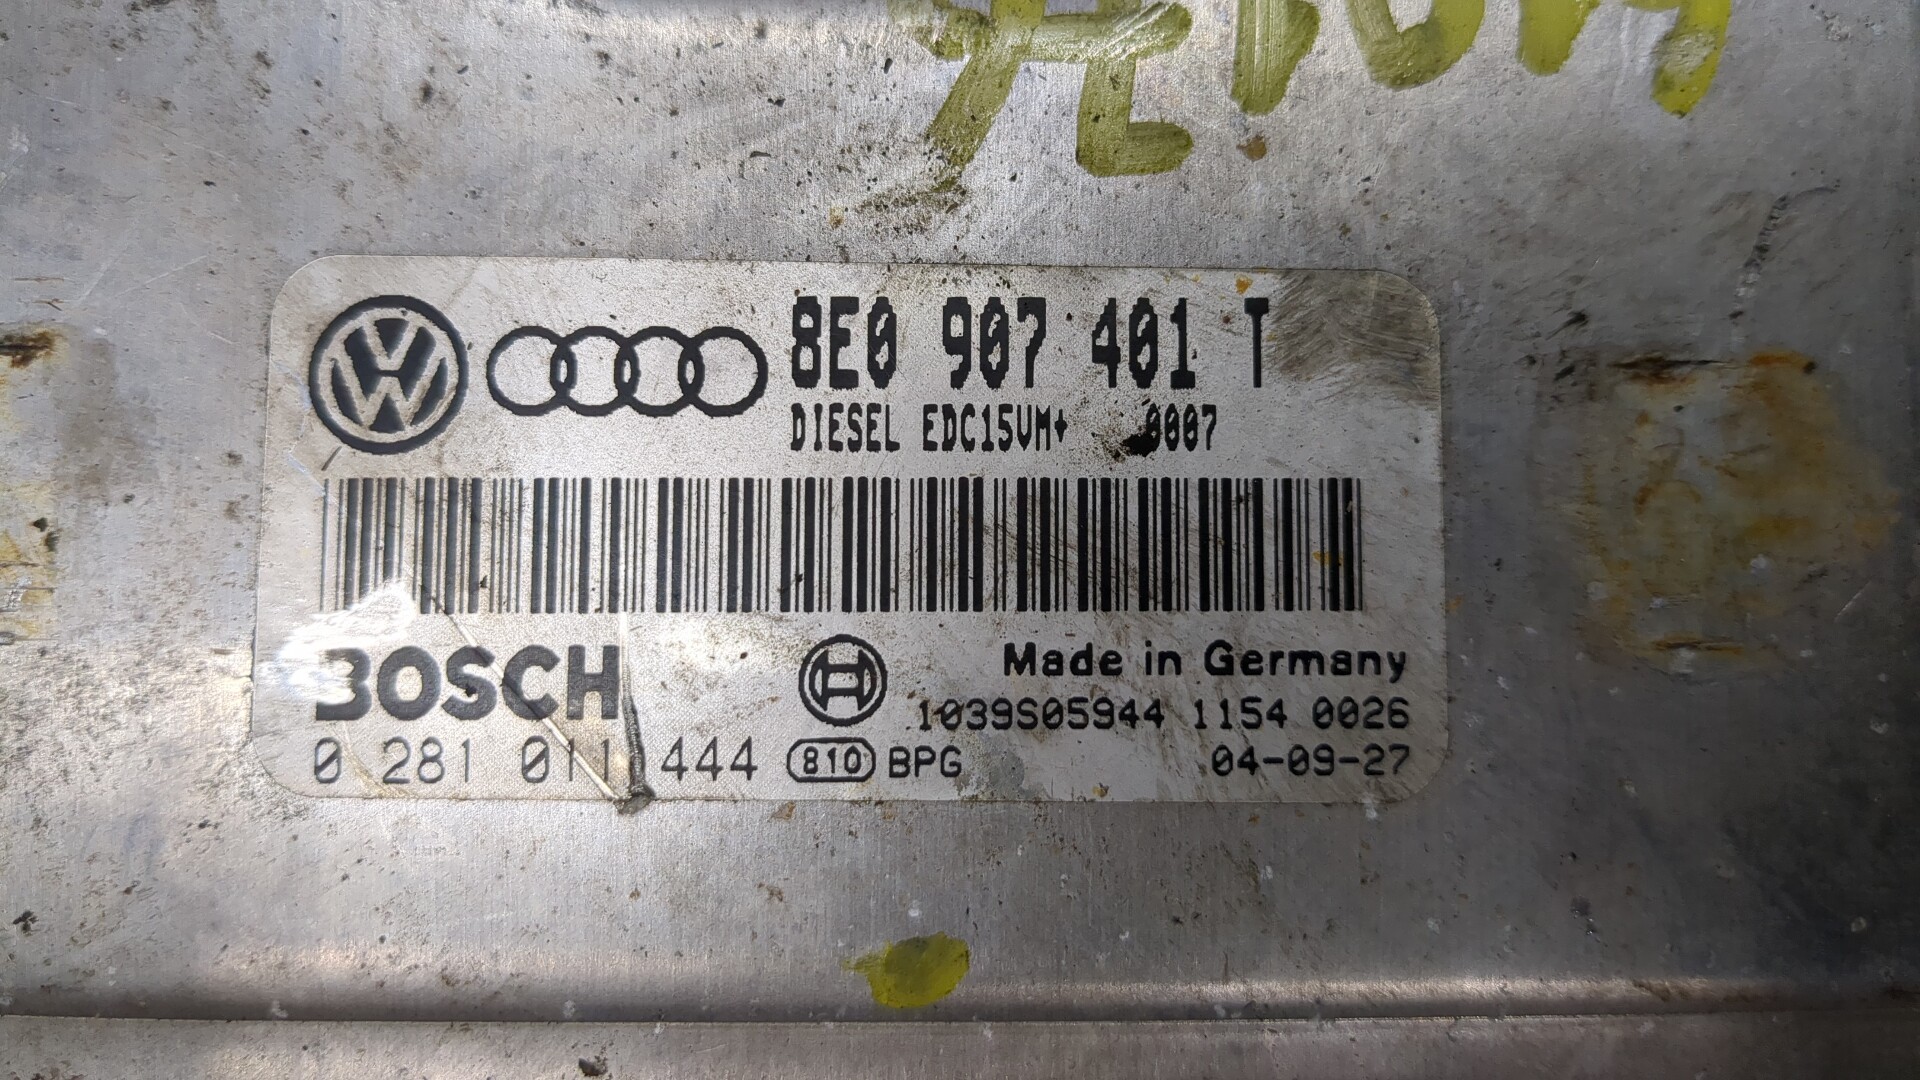 8E0 907 401 T
DIESEL EDC15VM+ 0007
BOSCH
Made in Germany
1039S05944 1154 0026
0 281 011 444 810 BPG 04-09-27